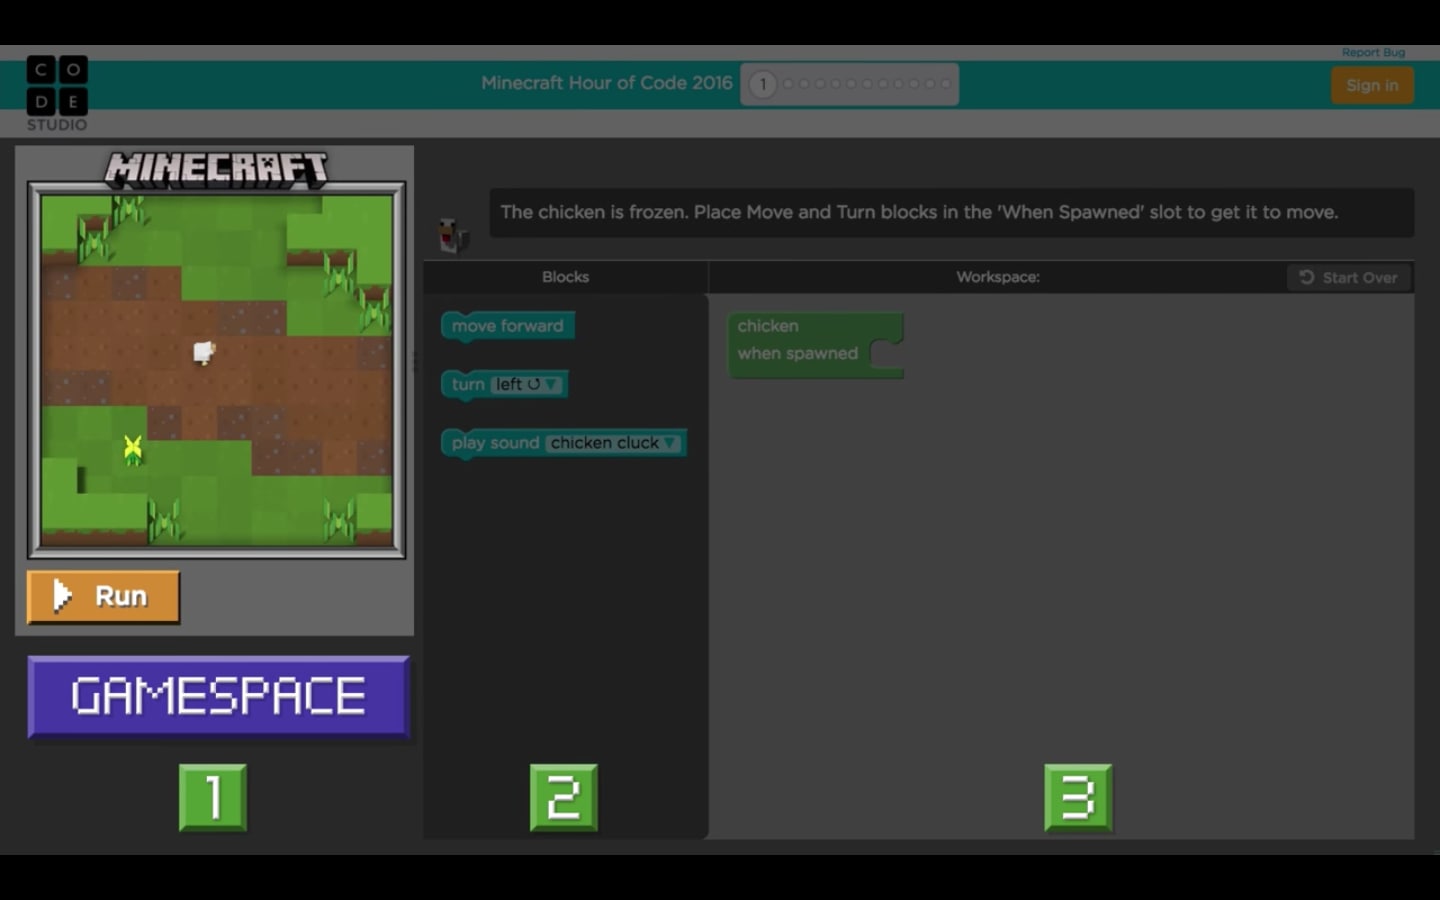 Report Bug
C O
D E
STUDIO
Minecraft Hour of Code 2016
1
Sign in
MINECRAFT
The chicken is frozen. Place Move and Turn blocks in the 'When Spawned' slot to get it to move.
Blocks
Workspace:
Start Over
move forward
turn left
play sound chicken cluck
chicken
when spawned
Run
GAMESPACE
1
2
3